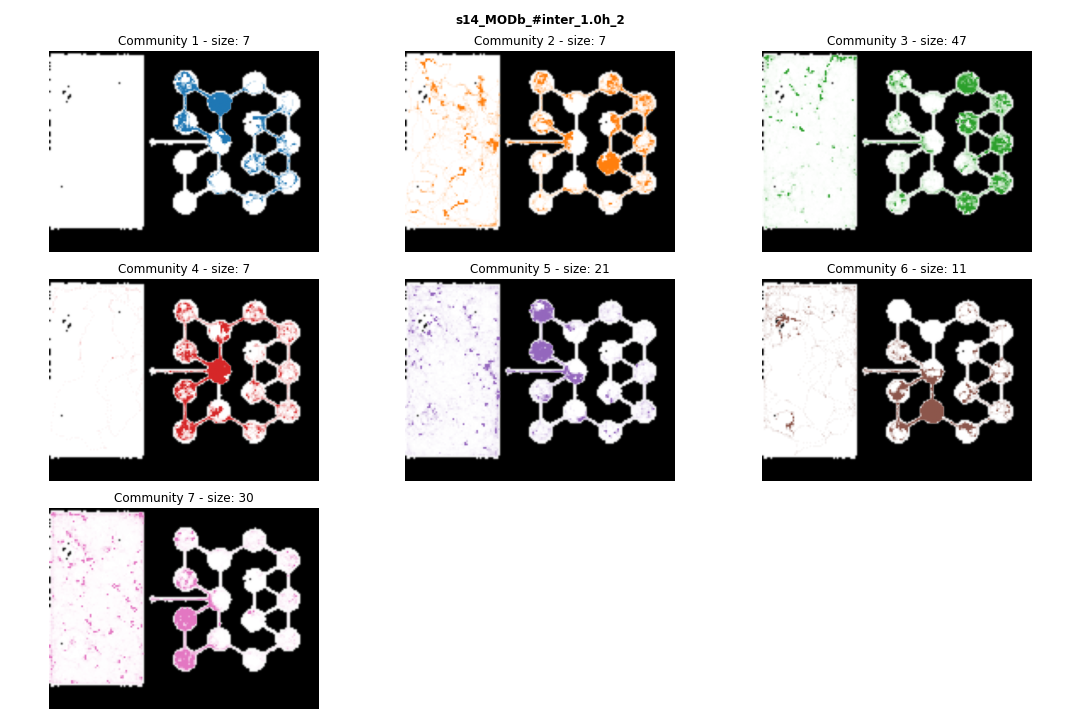 s14_MODb_#inter_1.0h_2
Community 1 - size: 7
Community 2 - size: 7
Community 3 - size: 47
Community 4 - size: 7
Community 5 - size: 21
Community 6 - size: 11
Community 7 - size: 30